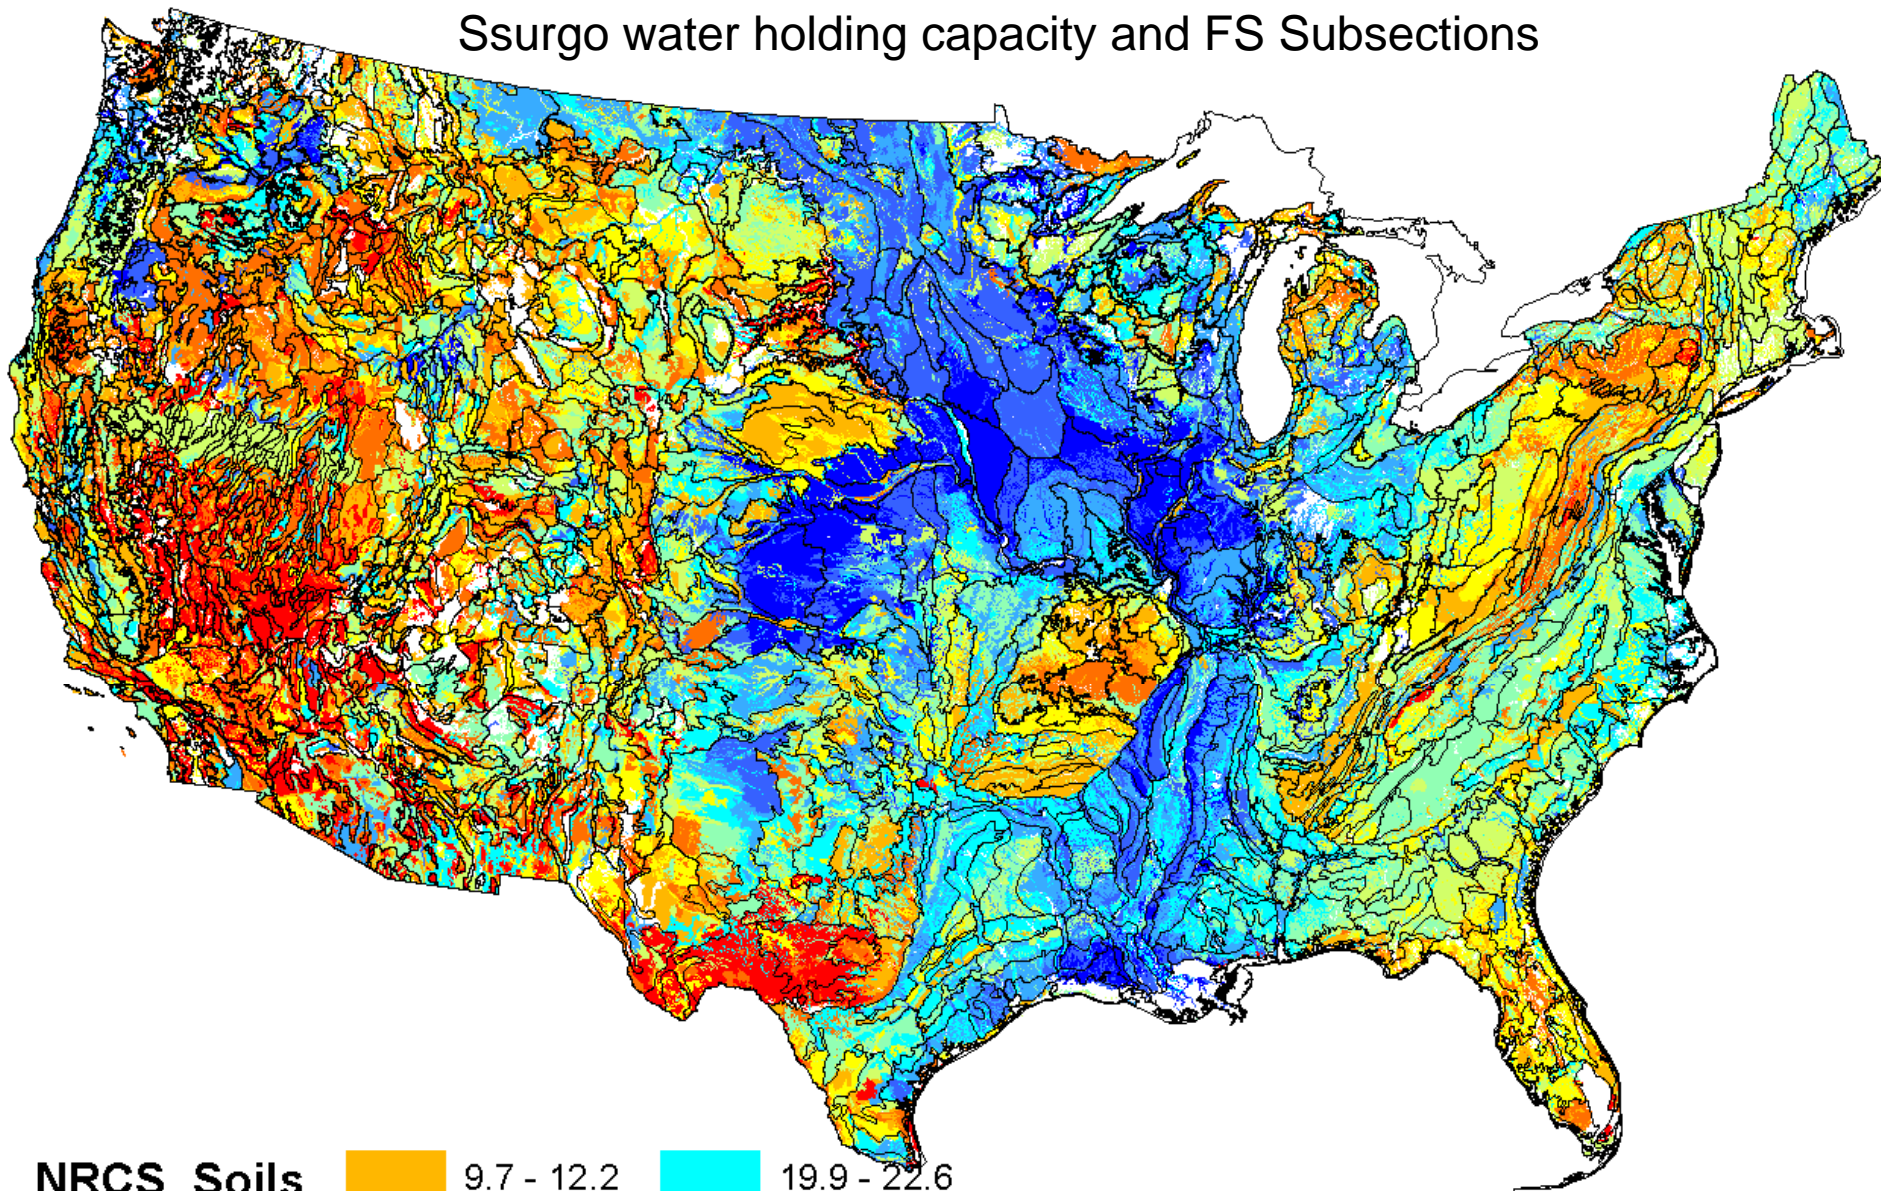 Ssurgo water holding capacity and FS Subsections
NRCS Soils 9.7 - 12.2 19.9 - 22.6